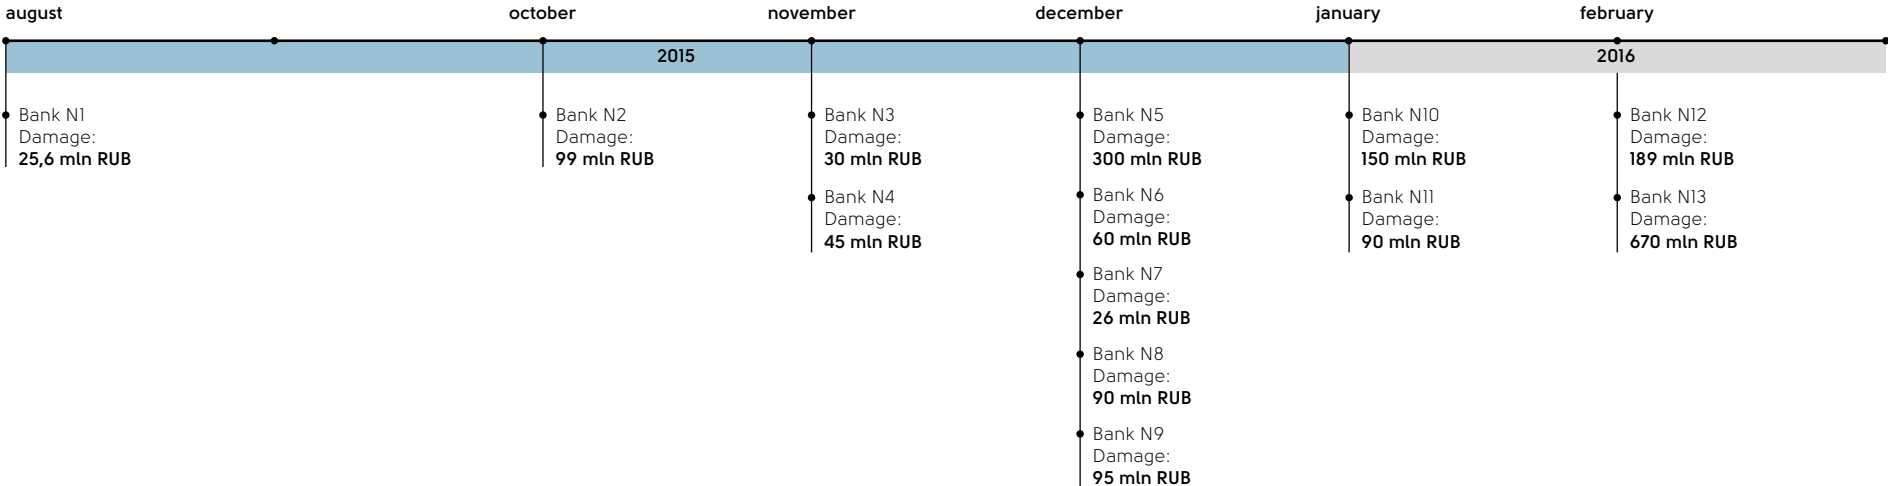 august
october
november
december
january
february
2015
2016
Bank N1
Damage:
25,6 mln RUB
Bank N2
Damage:
99 mln RUB
Bank N3
Damage:
30 mln RUB
Bank N4
Damage:
45 mln RUB
Bank N5
Damage:
300 mln RUB
Bank N6
Damage:
60 mln RUB
Bank N7
Damage:
26 mln RUB
Bank N8
Damage:
90 mln RUB
Bank N9
Damage:
95 mln RUB
Bank N10
Damage:
150 mln RUB
Bank N11
Damage:
90 mln RUB
Bank N12
Damage:
189 mln RUB
Bank N13
Damage:
670 mln RUB